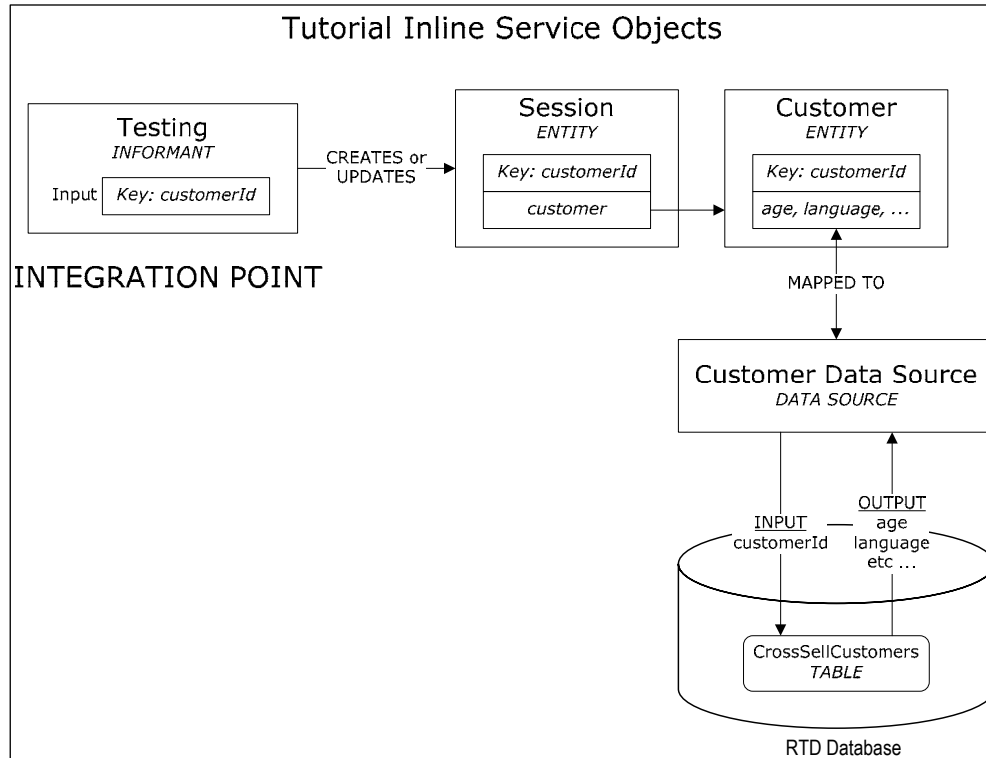 Tutorial Inline Service Objects
Testing
INFORMANT
Input
Key: customerId
INTEGRATION POINT
CREATES or
UPDATES
Session
ENTITY
Key: customerId
customer
Customer
ENTITY
Key: customerId
age, language, ...
MAPPED TO
Customer Data Source
DATA SOURCE
INPUT
customerId
OUTPUT
age
language
etc ...
CrossSellCustomers
TABLE
RTD Database